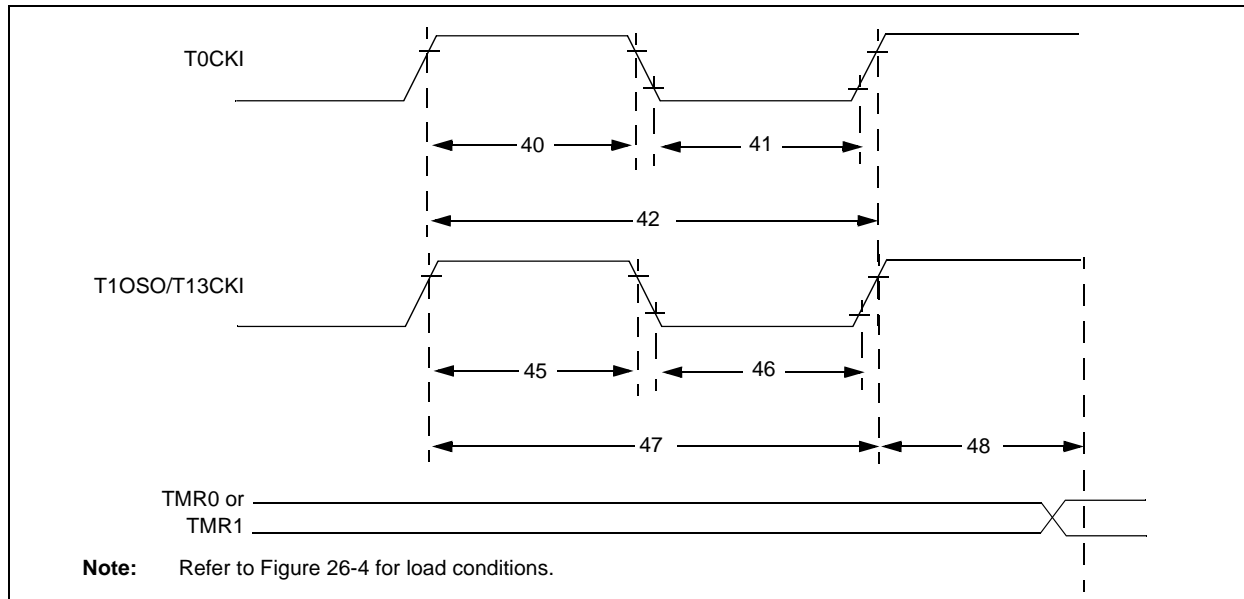 T0CKI
40
41
42
T1OSO/T13CKI
45
46
47
48
TMR0 or
TMR1
Note: Refer to Figure 26-4 for load conditions.